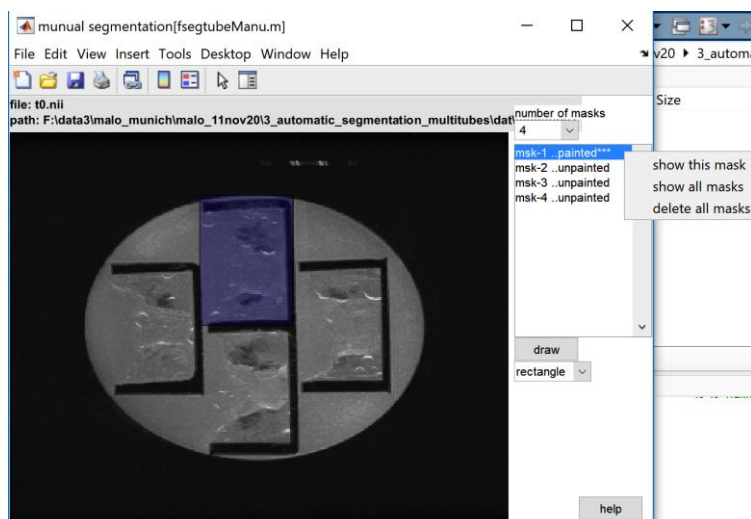 munual segmentation[fsegtubeManu.m]
File Edit View Insert Tools Desktop Window Help
file: t0.nii
path: F:\data3\malo_munich\malo_11nov20\3_automatic_segmentation_multitubes\dat\
number of masks
4
msk-1 ..painted***
msk-2 ..unpainted
msk-3 ..unpainted
msk-4 ..unpainted
draw
rectangle
help
show this mask
show all masks
delete all masks
v20 3_automa
Size